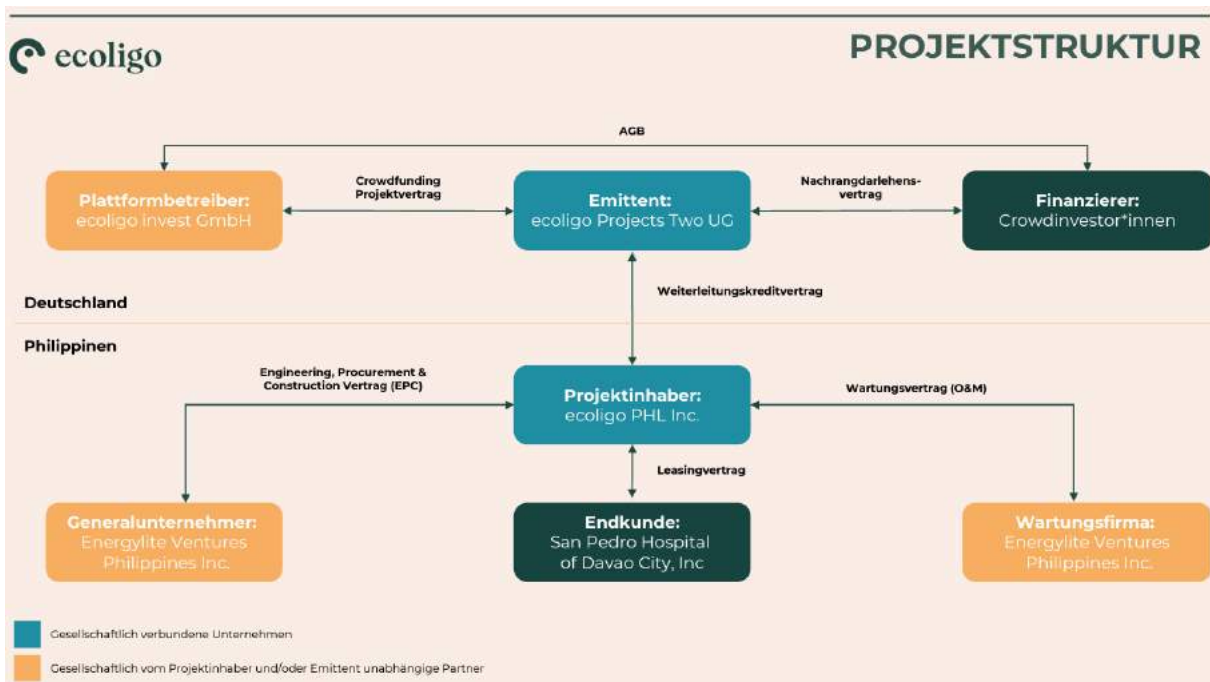 ecoligo
PROJEKTSTRUKTUR
AGB
Plattformbetreiber:
ecoligo invest GmbH
Crowdfunding
Projektvertrag
Emittent:
ecoligo Projects Two UG
Nachrangdarlehens-
vertrag
Finanzierer:
Crowdinvestor*innen
Weiterleitungskreditvertrag
Deutschland
Philippinen
Engineering, Procurement &
Construction Vertrag (EPC)
Projektinhaber:
ecoligo PHL Inc.
Wartungsvertrag (O&M)
Leasingvertrag
Generalunternehmer:
Energylite Ventures
Philippines Inc.
Endkunde:
San Pedro Hospital
of Davao City, Inc
Wartungsfirma:
Energylite Ventures
Philippines Inc.
Gesellschaftlich verbundene Unternehmen
Gesellschaftlich vom Projektinhaber und/oder Emittent unabhängige Partner